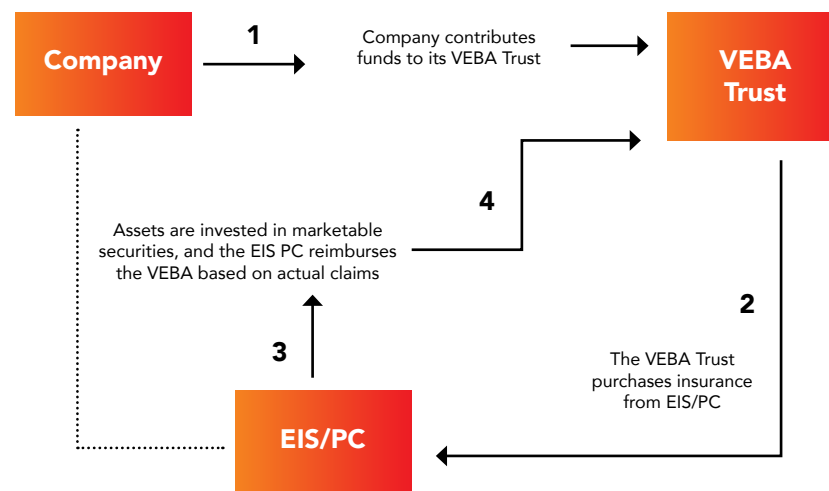 Company
1
Company contributes
funds to its VEBA Trust
VEBA
Trust
4
Assets are invested in marketable
securities, and the EIS PC reimburses
the VEBA based on actual claims
2
3
The VEBA Trust
purchases insurance
from EIS/PC
EIS/PC